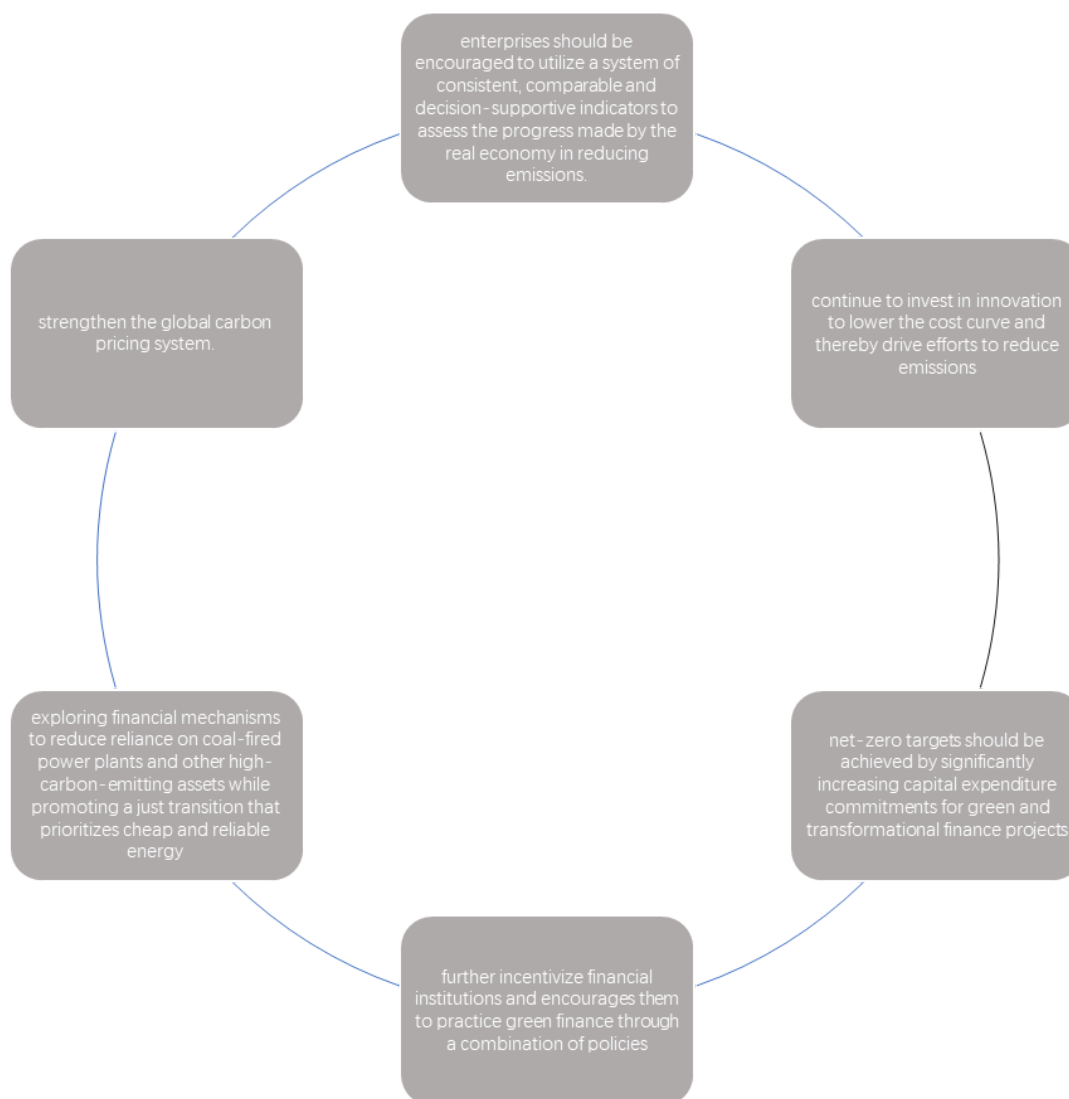 enterprises should be
encouraged to utilize a system of
consistent, comparable and
decision-supportive indicators to
assess the progress made by the
real economy in reducing
emissions.
continue to invest in innovation
to lower the cost curve and
thereby drive efforts to reduce
emissions
net-zero targets should be
achieved by significantly
increasing capital expenditure
commitments for green and
transformational finance projects
further incentivize financial
institutions and encourages them
to practice green finance through
a combination of policies
exploring financial mechanisms
to reduce reliance on coal-fired
power plants and other high-
carbon-emitting assets while
promoting a just transition that
prioritizes cheap and reliable
energy
strengthen the global carbon
pricing system.